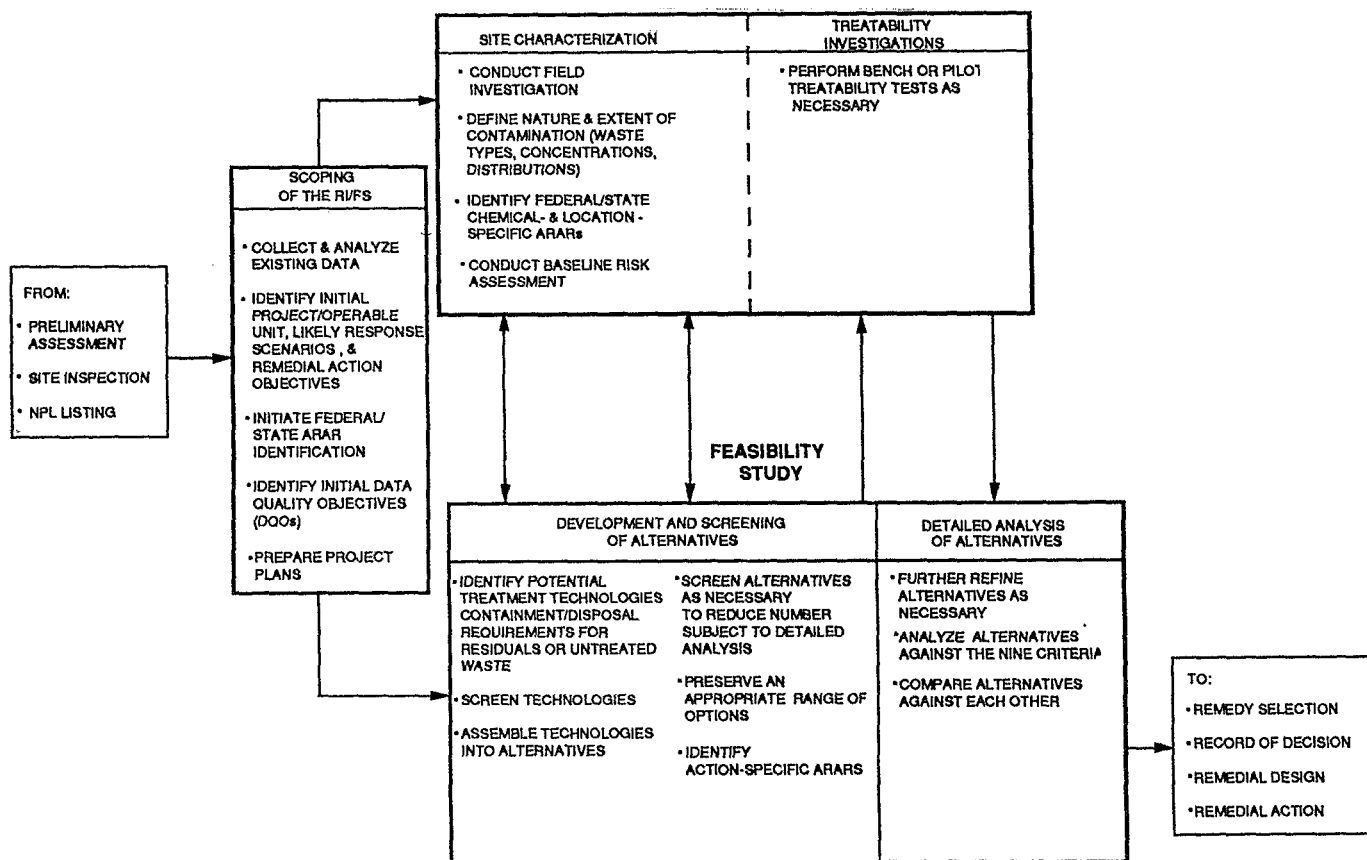 FROM:
• PRELIMINARY
ASSESSMENT
• SITE INSPECTION
• NPL LISTING
SCOPING
OF THE RI/FS
• COLLECT & ANALYZE
EXISTING DATA
• IDENTIFY INITIAL
PROJECT/OPERABLE
UNIT, LIKELY RESPONSE
SCENARIOS , &
REMEDIAL ACTION
OBJECTIVES
• INITIATE FEDERAL/
STATE ARAR
IDENTIFICATION
• IDENTIFY INITIAL DATA
QUALITY OBJECTIVES
(DQOs)
• PREPARE PROJECT
PLANS
SITE CHARACTERIZATION
• CONDUCT FIELD
INVESTIGATION
• DEFINE NATURE & EXTENT OF
CONTAMINATION (WASTE
TYPES, CONCENTRATIONS,
DISTRIBUTIONS)
• IDENTIFY FEDERAL/STATE
CHEMICAL- & LOCATION -
SPECIFIC ARARs
• CONDUCT BASELINE RISK
ASSESSMENT
TREATABILITY
INVESTIGATIONS
• PERFORM BENCH OR PILOT
TREATABILITY TESTS AS
NECESSARY
FEASIBILITY
STUDY
DEVELOPMENT AND SCREENING
OF ALTERNATIVES
• IDENTIFY POTENTIAL
TREATMENT TECHNOLOGIES
CONTAINMENT/DISPOSAL
REQUIREMENTS FOR
RESIDUALS OR UNTREATED
WASTE
• SCREEN TECHNOLOGIES
• ASSEMBLE TECHNOLOGIES
INTO ALTERNATIVES
• SCREEN ALTERNATIVES
AS NECESSARY
TO REDUCE NUMBER
SUBJECT TO DETAILED
ANALYSIS
• PRESERVE AN
APPROPRIATE RANGE OF
OPTIONS
• IDENTIFY
ACTION-SPECIFIC ARARS
DETAILED ANALYSIS
OF ALTERNATIVES
• FURTHER REFINE
ALTERNATIVES AS
NECESSARY
• ANALYZE ALTERNATIVES
AGAINST THE NINE CRITERIA
• COMPARE ALTERNATIVES
AGAINST EACH OTHER
TO:
• REMEDY SELECTION
• RECORD OF DECISION
• REMEDIAL DESIGN
• REMEDIAL ACTION